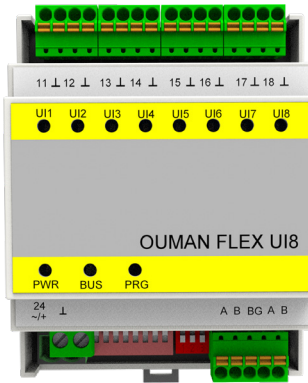 11 ⊥ 12 ⊥ 13 ⊥ 14 ⊥ 15 ⊥ 16 ⊥ 17 ⊥ 18 ⊥
UI1 UI2 UI3 UI4 UI5 UI6 UI7 UI8
OUMAN FLEX UI8
PWR BUS PRG
24 ⊥ A B BG A B
~/+